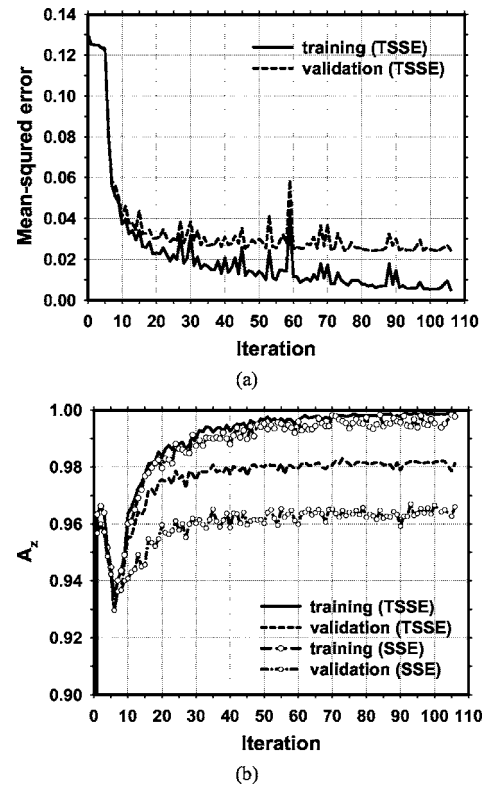 0.14
0.12
0.10
0.08
0.06
0.04
0.02
0.00
Mean-squred error
training (TSSE)
validation (TSSE)
0 10 20 30 40 50 60 70 80 90 100 110
Iteration
(a)
1.00
0.98
0.96
0.94
0.92
0.90
Az
training (TSSE)
validation (TSSE)
training (SSE)
validation (SSE)
0 10 20 30 40 50 60 70 80 90 100 110
Iteration
(b)